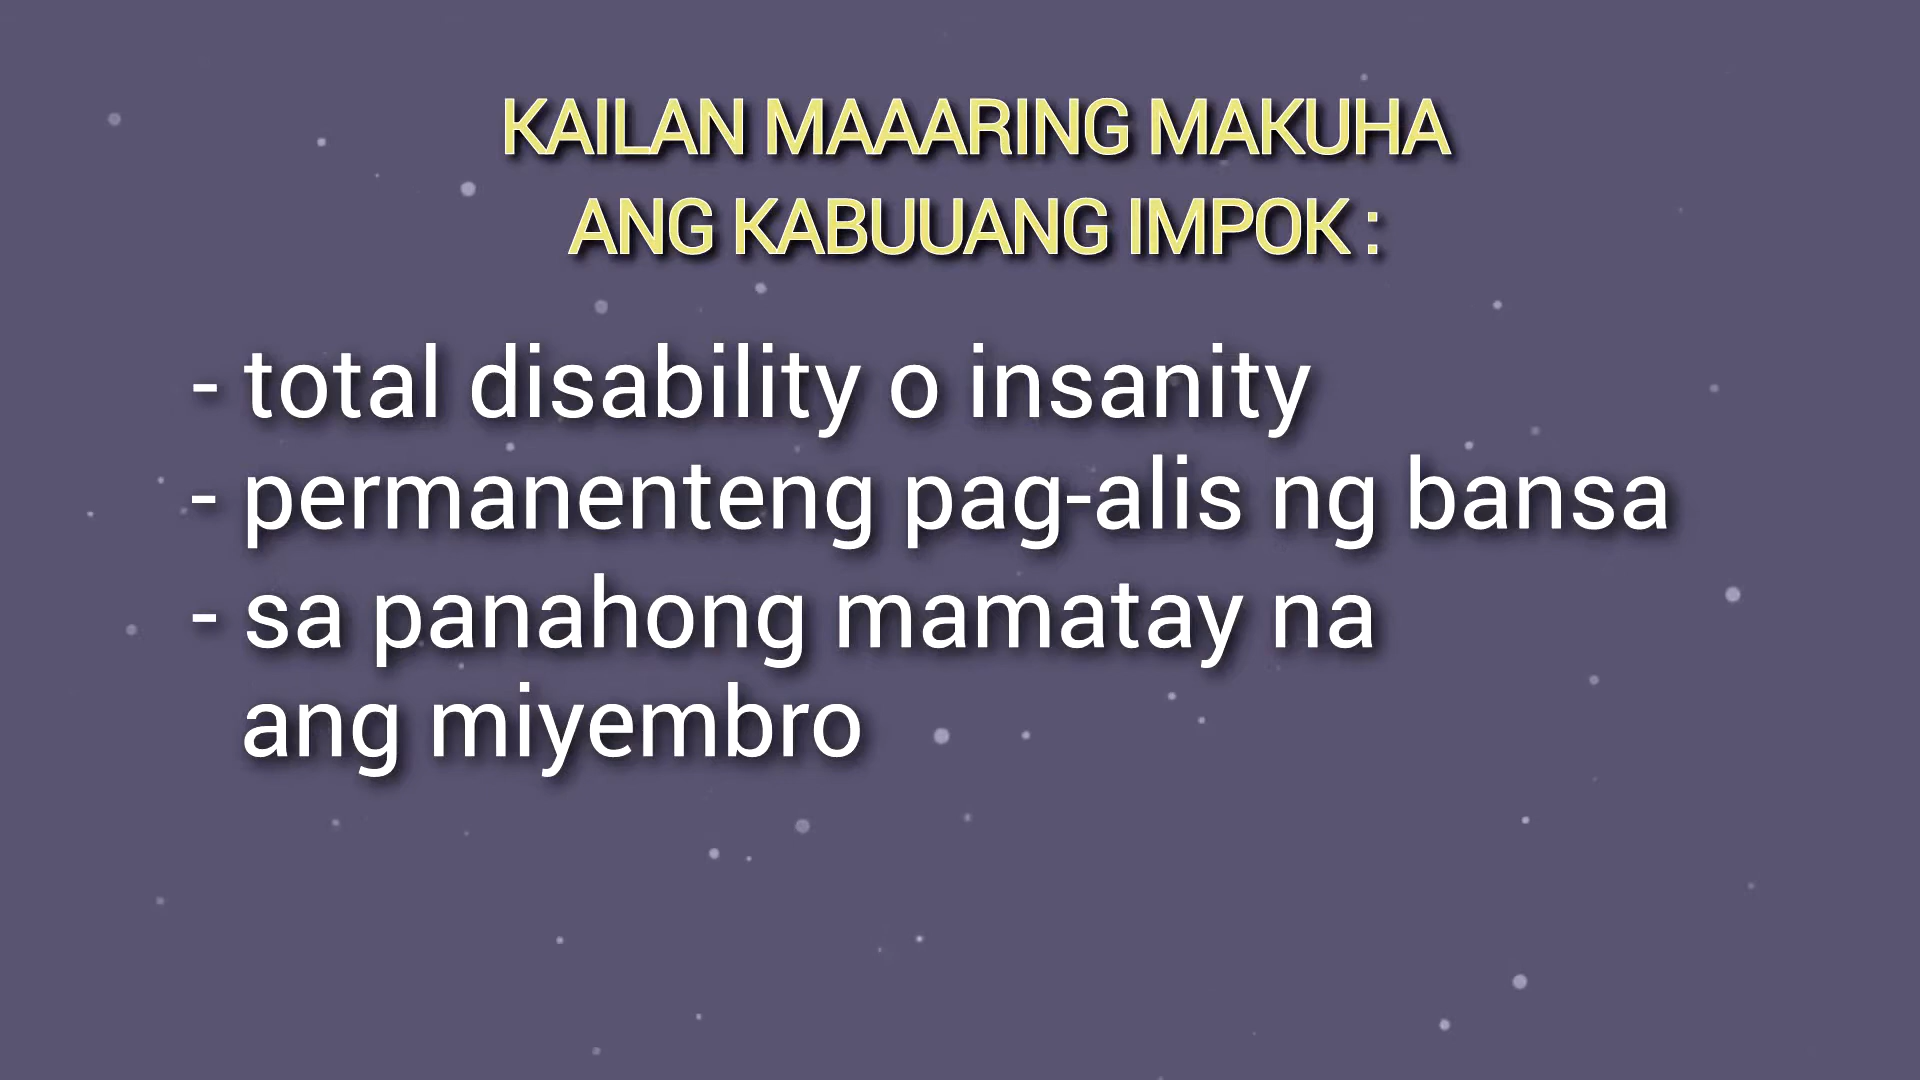 KAILAN MAAARING MAKUHA
ANG KABUUANG IMPOK :
- total disability o insanity
- permanenteng pag-alis ng bansa
- sa panahong mamatay na
ang miyembro